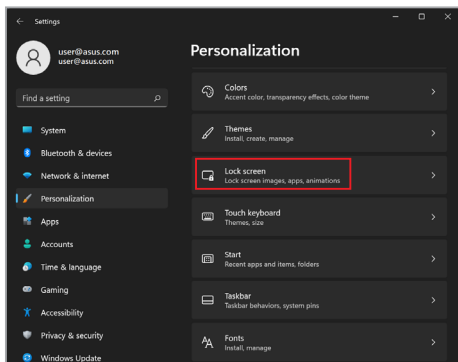 Settings
user@asus.com
user@asus.com
Find a setting
System
Bluetooth & devices
Network & internet
Personalization
Apps
Accounts
Time & language
Gaming
Accessibility
Privacy & security
Windows Update
Personalization
Colors
Accent color, transparency effects, color theme
Themes
Install, create, manage
Lock screen
Lock screen images, apps, animations
Touch keyboard
Themes, size
Start
Recent apps and items, folders
Taskbar
Taskbar behaviors, system pins
Fonts
Install, manage